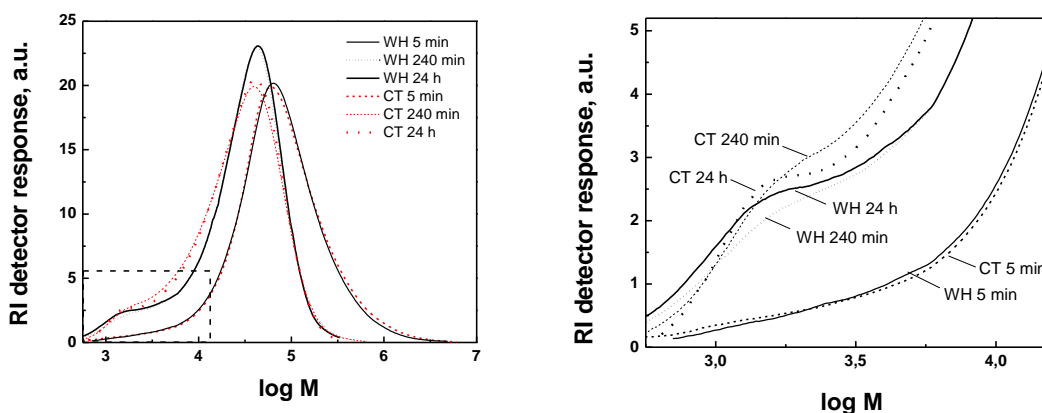 RI detector response, a.u.
25
20
15
10
5
0
3
4
5
6
7
log M
WH 5 min
WH 240 min
WH 24 h
CT 5 min
CT 240 min
CT 24 h
RI detector response, a.u.
5
4
3
2
1
0
3,0
3,5
4,0
log M
CT 240 min
CT 24 h
WH 24 h
WH 240 min
CT 5 min
WH 5 min